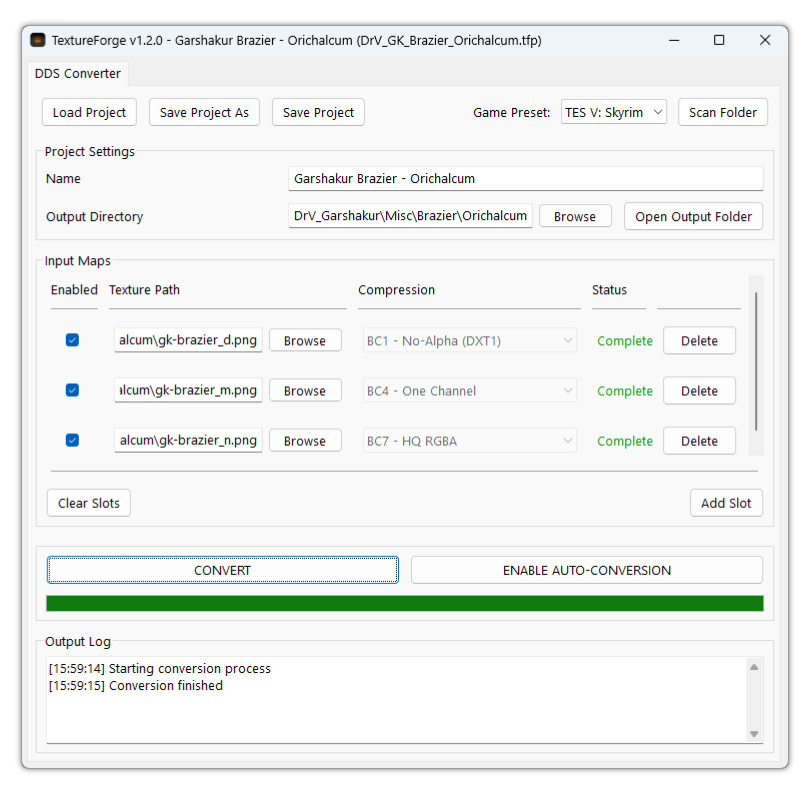 TextureForge v1.2.0 - Garshakur Brazier - Orichalcum (DrV_GK_Brazier_Orichalcum.tfp)
DDS Converter
Load Project Save Project As Save Project Game Preset: TES V: Skyrim Scan Folder
Project Settings
Name Garshakur Brazier - Orichalcum
Output Directory DrV_Garshakur\Misc\Brazier\Orichalcum Browse Open Output Folder
Input Maps
Enabled Texture Path Compression Status
alcum\gk-brazier_d.png Browse BC1 - No-Alpha (DXT1) Complete Delete
alcum\gk-brazier_m.png Browse BC4 - One Channel Complete Delete
alcum\gk-brazier_n.png Browse BC7 - HQ RGBA Complete Delete
Clear Slots Add Slot
CONVERT ENABLE AUTO-CONVERSION
Output Log
[15:59:14] Starting conversion process
[15:59:15] Conversion finished